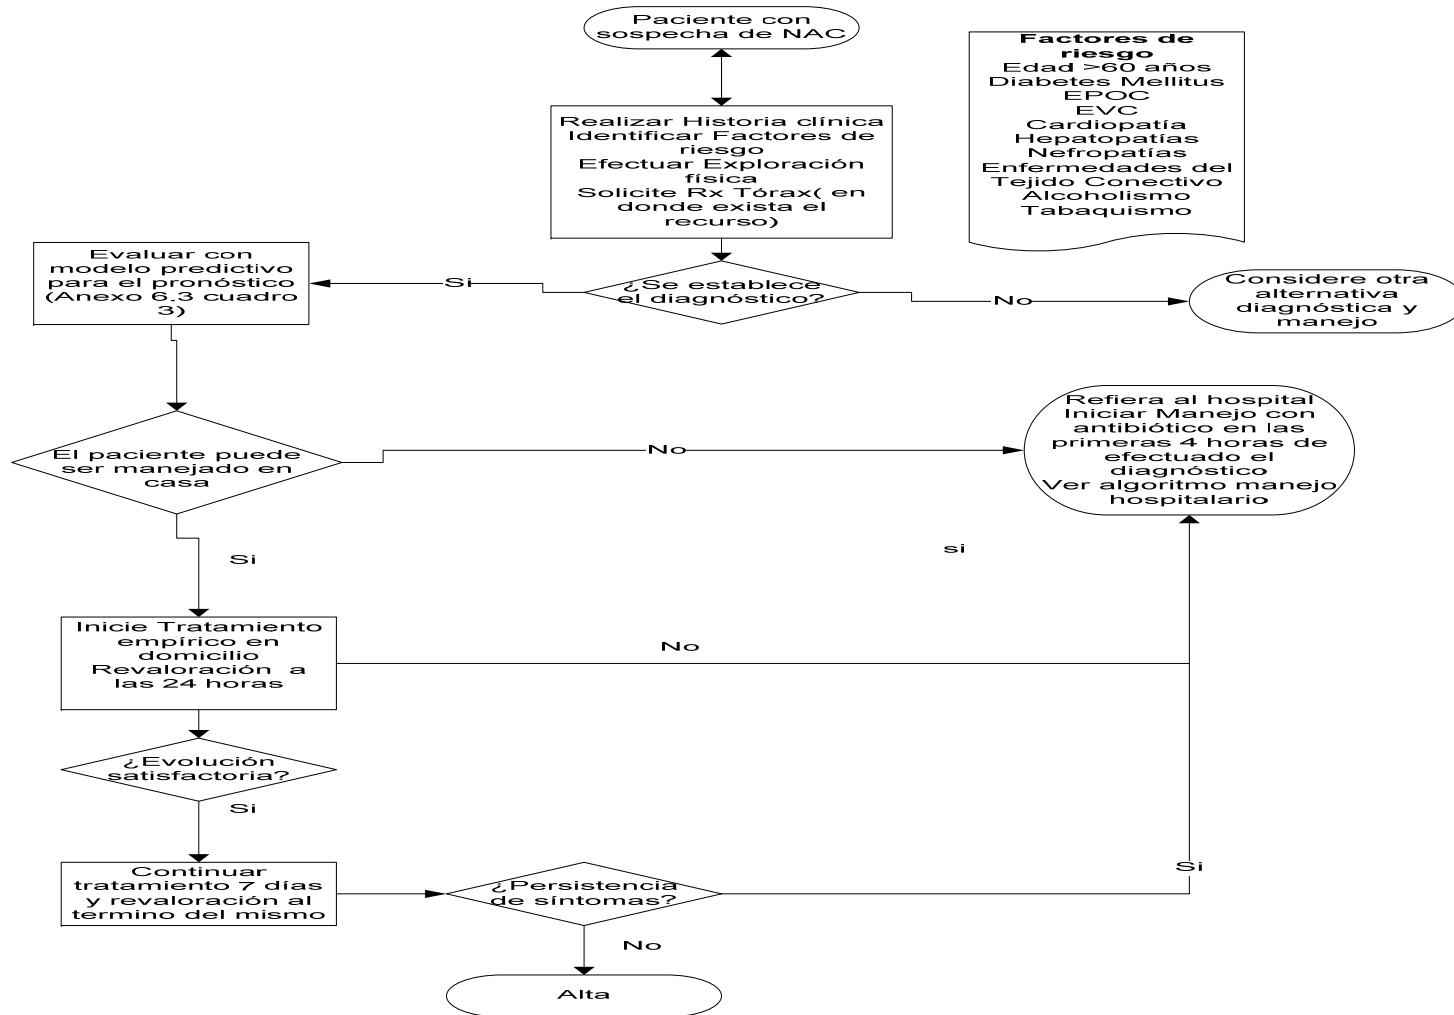 Paciente con
sospecha de NAC
Factores de
riesgo
Edad >60 años
Diabetes Mellitus
EPOC
EVC
Cardiopatía
Hepatopatías
Nefropatías
Enfermedades del
Tejido Conectivo
Alcoholismo
Tabaquismo
Realizar Historia clínica
Identificar Factores de
riesgo
Efectuar Exploración
física
Solicite Rx Tórax( en
donde exista el
recurso)
Evaluar con
modelo predictivo
para el pronóstico
(Anexo 6.3 cuadro
3)
Si
¿Se establece
el diagnóstico?
No
Considere otra
alternativa
diagnóstica y
manejo
El paciente puede
ser manejado en
casa
No
Refiera al hospital
Iniciar Manejo con
antibiótico en las
primeras 4 horas de
efectuado el
diagnóstico
Ver algoritmo manejo
hospitalario
Si
si
Inicie Tratamiento
empírico en
domicilio
Revaloración a
las 24 horas
No
¿Evolución
satisfactoria?
Si
Continuar
tratamiento 7 días
y revaloración al
termino del mismo
¿Persistencia
de síntomas?
Si
No
Alta